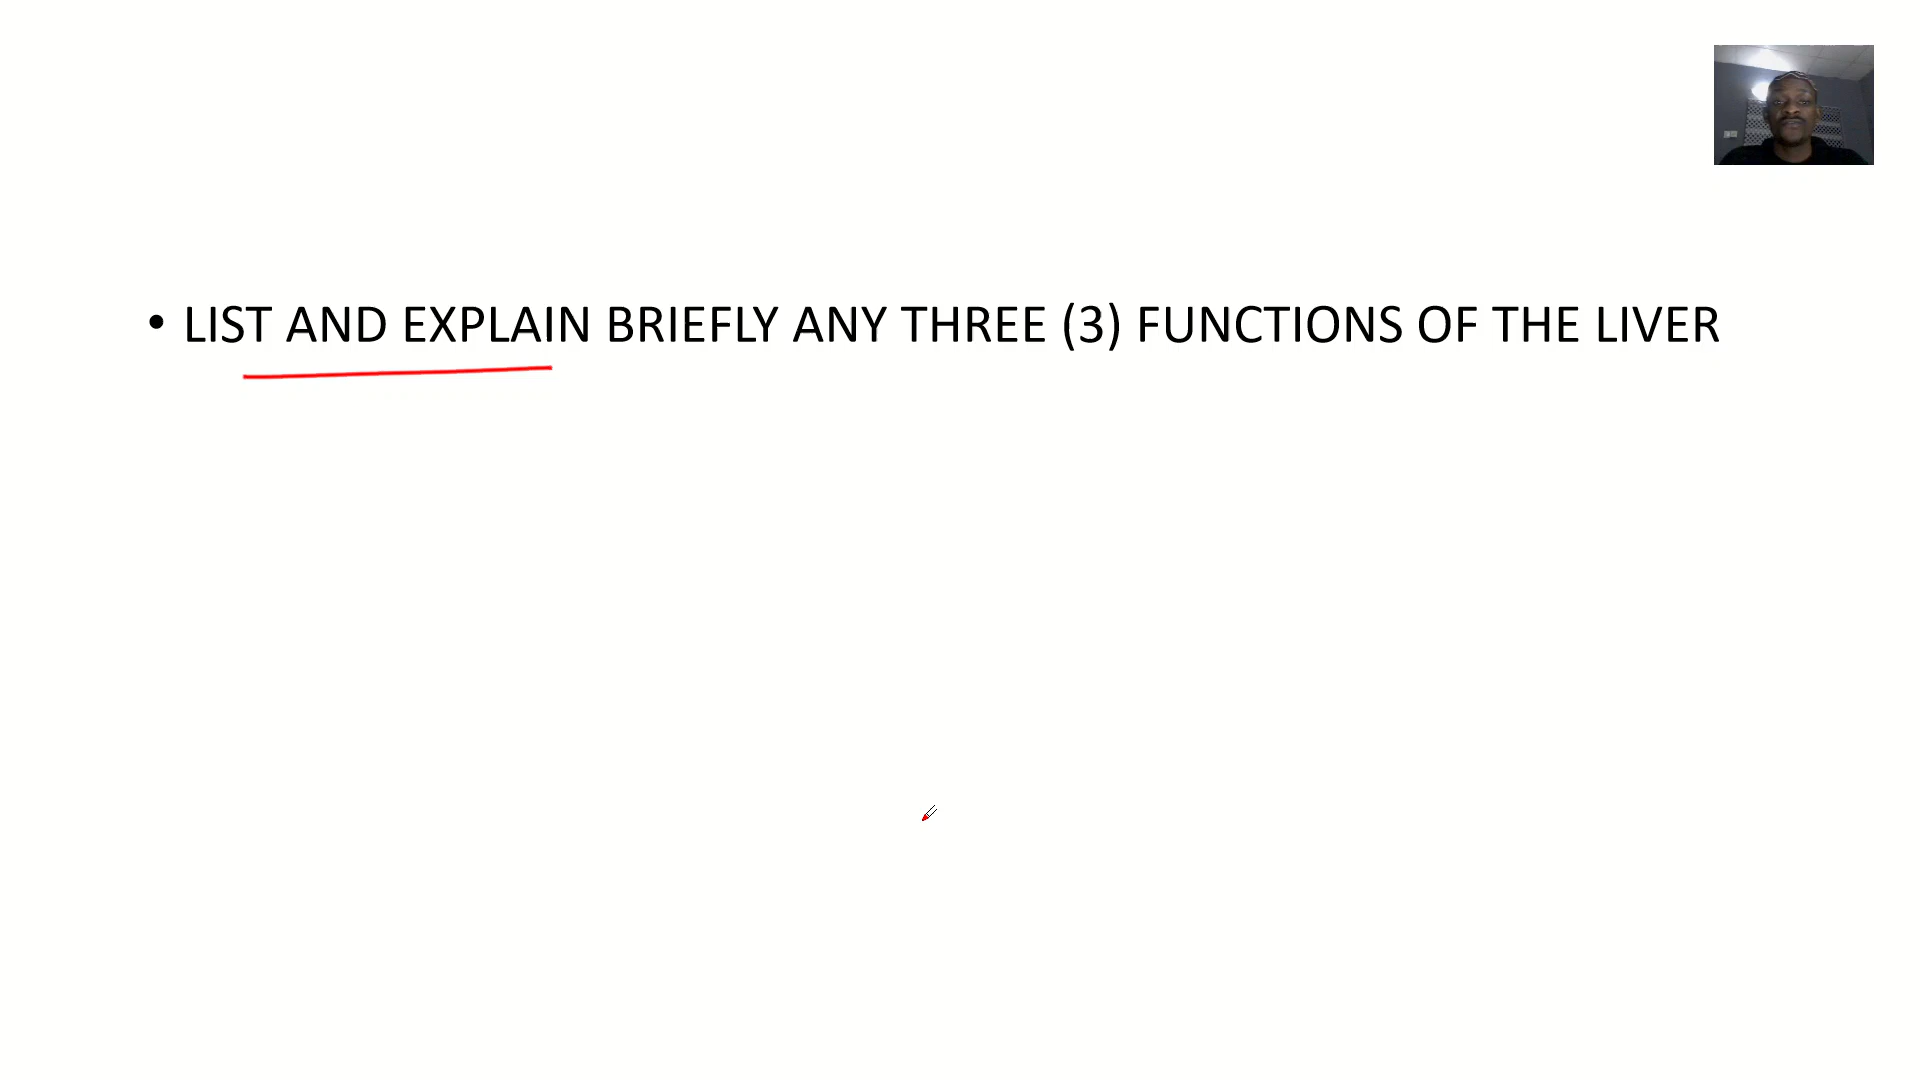 • LIST AND EXPLAIN BRIEFLY ANY THREE (3) FUNCTIONS OF THE LIVER